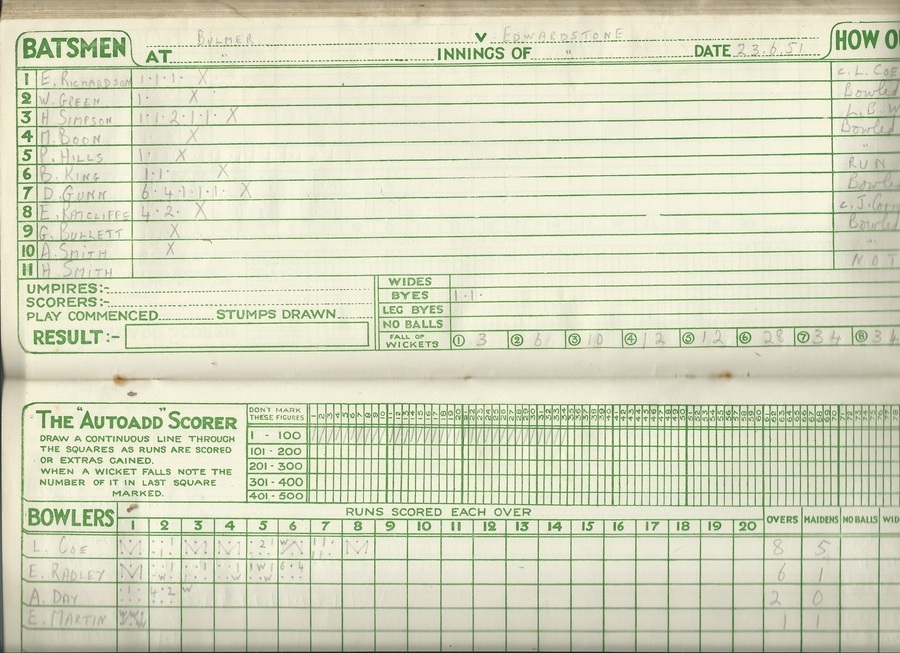 BATSMEN AT BULMER V EDWARDSTONE HOW O
" INNINGS OF " DATE 23.6.51
1 E. RICHARDSON 1·1·1· X c. L. COE
2 W. GREEN 1· X Bowled
3 H SIMPSON 1·1·2·1·1· X L.B.W
4 M. BOON X Bowled
5 P. HILLS 1· X "
6 B. KING 1·1· X RUN
7 D. GUNN 6·4·1·1·1· X Bowle
8 E. RATCLIFFE 4·2· X
9 G. BULLETT X Bowled
10 A. SMITH X "
11 H. SMITH NOT
UMPIRES:-
SCORERS:-
PLAY COMMENCED STUMPS DRAWN
RESULT:-
WIDES
BYES 1·1·
LEG BYES
NO BALLS
FALL OF WICKETS 1 3 2 6 3 10 4 12 5 12 6 28 7 34 8 34
THE "AUTOADD" SCORER
DRAW A CONTINUOUS LINE THROUGH
THE SQUARES AS RUNS ARE SCORED
OR EXTRAS GAINED.
WHEN A WICKET FALLS NOTE THE
NUMBER OF IT IN LAST SQUARE
MARKED.
DON'T MARK
THESE FIGURES
1 - 100
101 - 200
201 - 300
301 - 400
401 - 500
BOWLERS RUNS SCORED EACH OVER
1 2 3 4 5 6 7 8 9 10 11 12 13 14 15 16 17 18 19 20 OVERS MAIDENS NO BALLS WID
L. COE 8 5
E. RADLEY 6 1
A. DAY 2 0
E. MARTIN 1 1